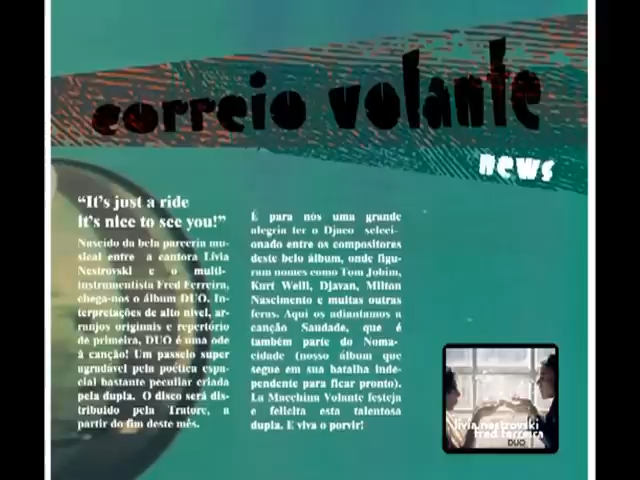 correio volante
news
“It’s just a ride
it’s nice to see you!”
Nascido da bela parceria mu-
sical entre a cantora Lívia
Nestrovski e o multi-
instrumentista Fred Ferreira,
chega-nos o álbum DUO. In-
terpretações de alto nível, ar-
ranjos originais e repertório
de primeira, DUO é uma ode
à canção! Um passeio super
agradável pela poética espa-
cial bastante peculiar criada
pela dupla. O disco será dis-
tribuído pela Tratore, a
partir do fim deste mês.
É para nós uma grande
alegria ter o Djuco seleci-
onado entre os compositores
deste belo álbum, onde figu-
ram nomes como Tom Jobim,
Kurt Weill, Djavan, Milton
Nascimento e muitas outras
feras. Aqui os adiantamos a
canção Saudade, que é
também parte do Noma-
cidade (nosso álbum que
segue em sua batalha inde-
pendente para ficar pronto).
La Macchina Volante festeja
e felicita esta talentosa
dupla. E viva o porvir!
lívia nestrovski
fred ferreira
DUO